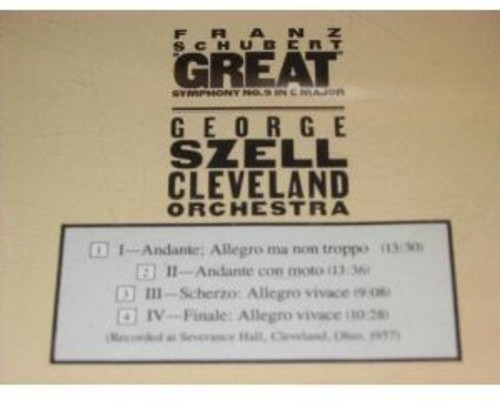 FRANZ
SCHUBERT
"GREAT"
SYMPHONY NO.9 IN C MAJOR
GEORGE
SZELL
CLEVELAND
ORCHESTRA
1 I—Andante; Allegro ma non troppo (13:30)
2 II—Andante con moto (13:36)
3 III—Scherzo: Allegro vivace (9:08)
4 IV—Finale: Allegro vivace (10:28)
(Recorded at Severance Hall, Cleveland, Ohio, 1957)